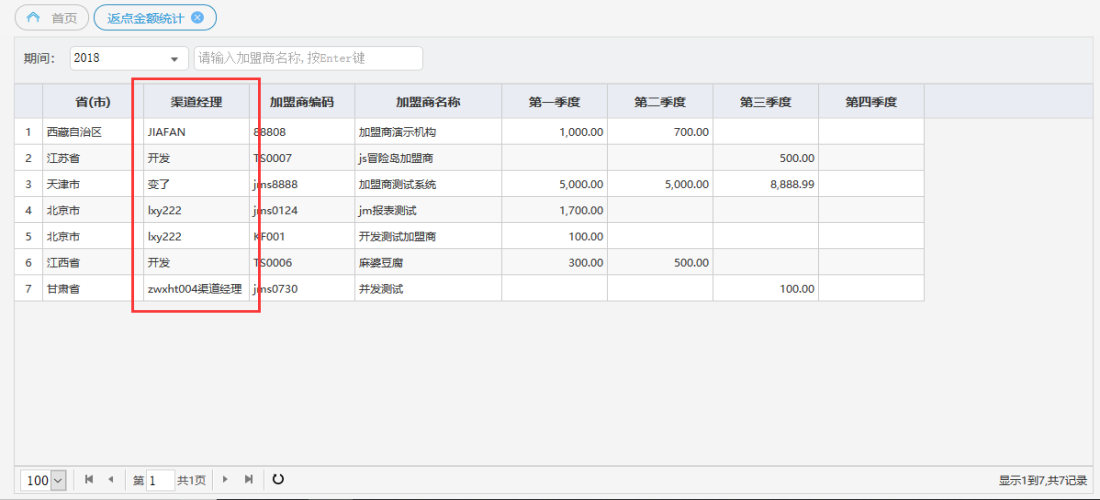 首页 返点金额统计
期间: 2018 请输入加盟商名称,按Enter键
省(市) 渠道经理 加盟商编码 加盟商名称 第一季度 第二季度 第三季度 第四季度
1 西藏自治区 JIAFAN 88808 加盟商演示机构 1,000.00 700.00
2 江苏省 开发 TS0007 js冒险岛加盟商 500.00
3 天津市 变了 jms8888 加盟商测试系统 5,000.00 5,000.00 8,888.99
4 北京市 lxy222 jms0124 jm报表测试 1,700.00
5 北京市 lxy222 KF001 开发测试加盟商 100.00
6 江西省 开发 TS0006 麻婆豆腐 300.00 500.00
7 甘肃省 zwxht004渠道经理 jms0730 并发测试 100.00
100 第 1 共1页 显示1到7,共7记录